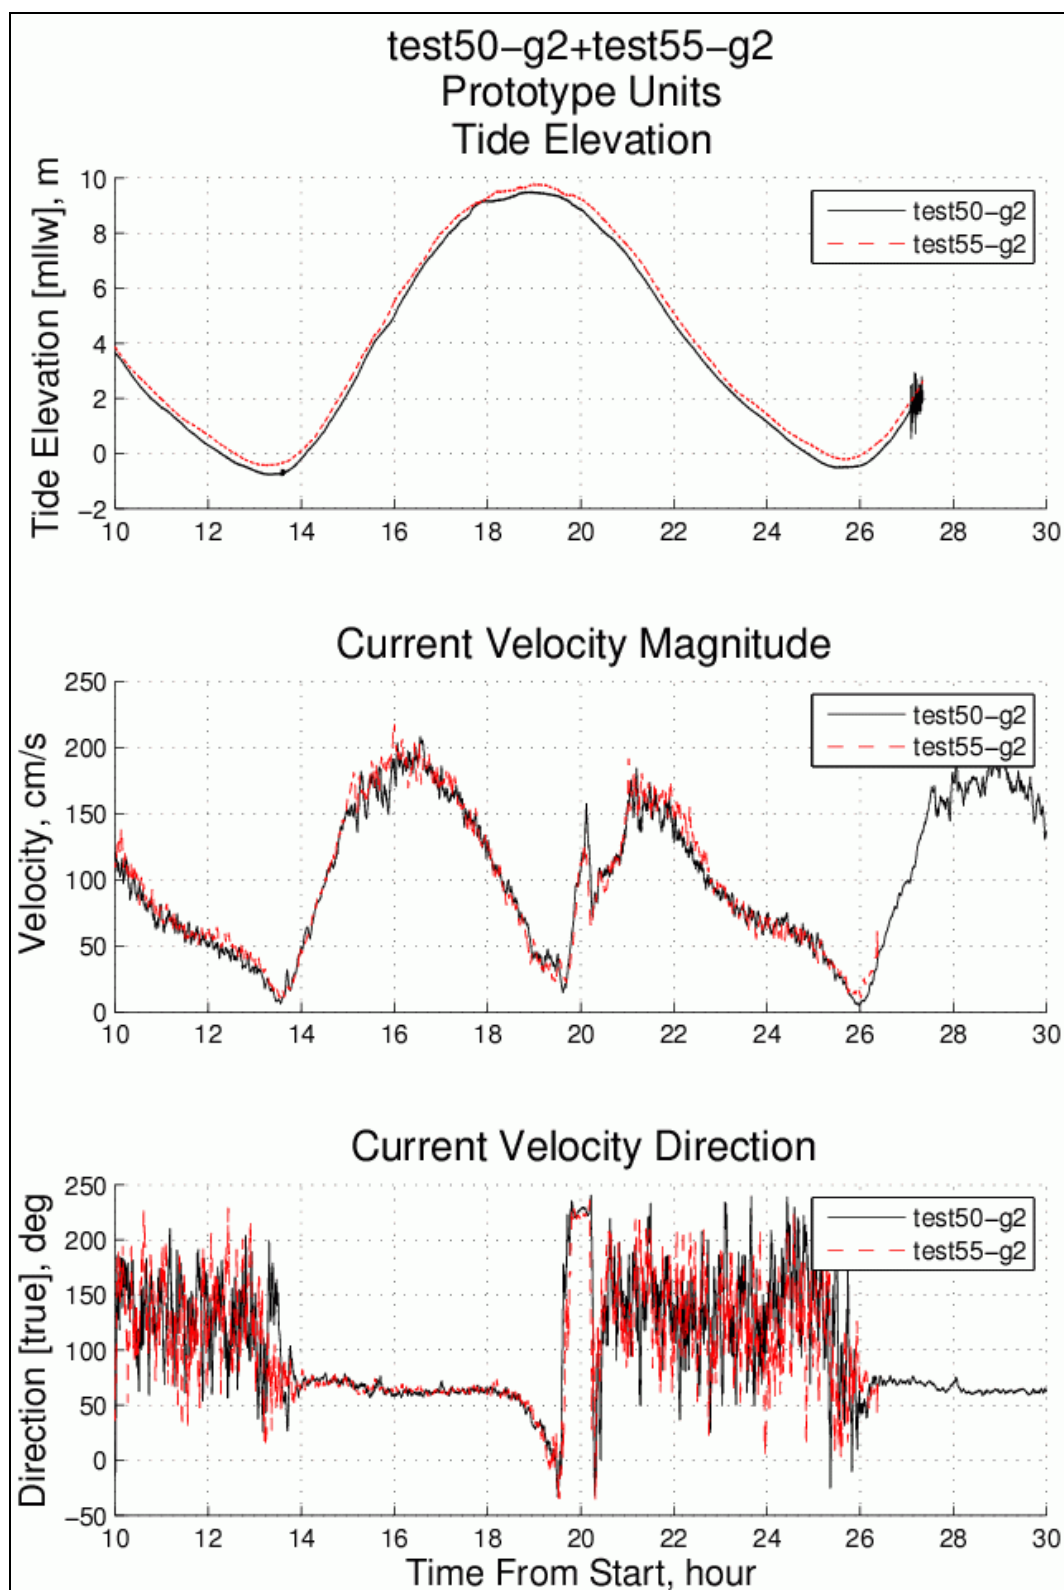 test50−g2+test55−g2
Prototype Units
Tide Elevation
Tide Elevation [mllw], m
10
8
6
4
2
0
−2
test50−g2
test55−g2
10 12 14 16 18 20 22 24 26 28 30
Current Velocity Magnitude
Velocity, cm/s
250
200
150
100
50
0
test50−g2
test55−g2
10 12 14 16 18 20 22 24 26 28 30
Current Velocity Direction
Direction [true], deg
250
200
150
100
50
0
−50
test50−g2
test55−g2
10 12 14 16 18 20 22 24 26 28 30
Time From Start, hour